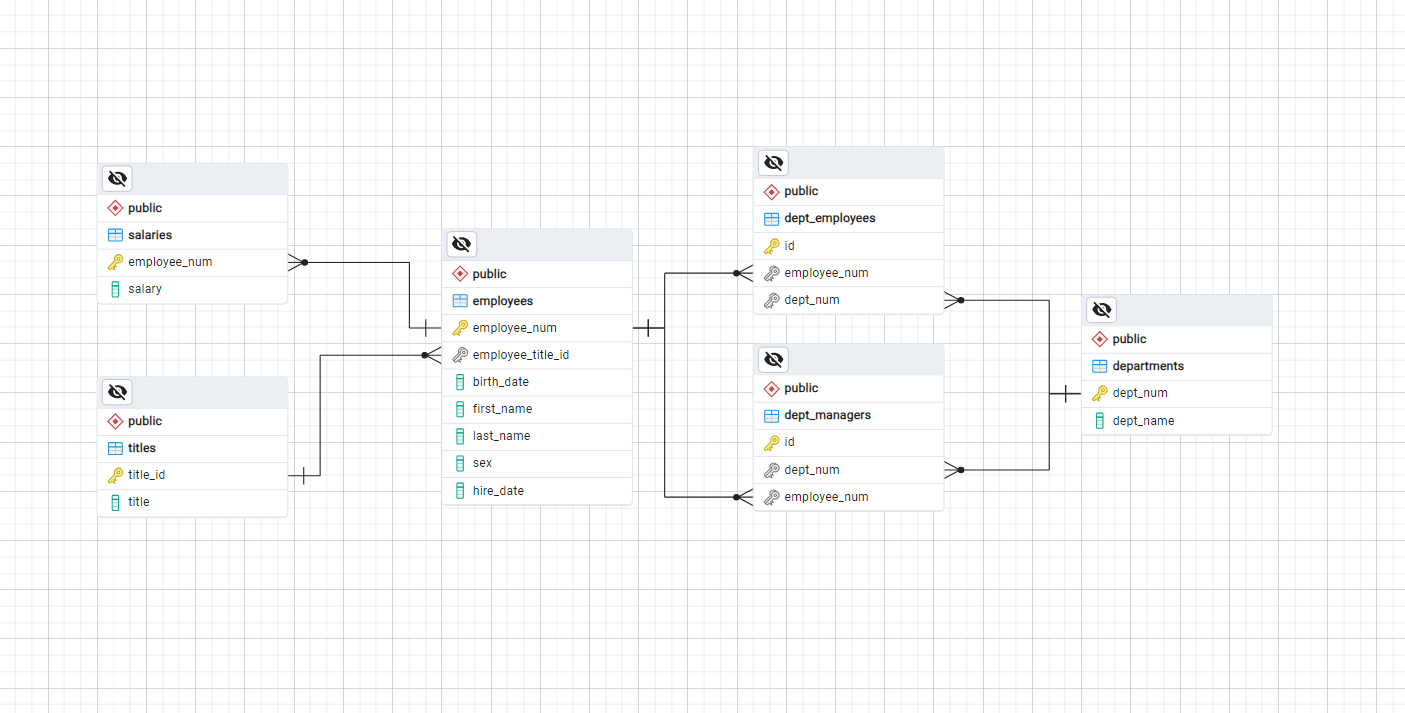 public
salaries
employee_num
salary
public
titles
title_id
title
public
employees
employee_num
employee_title_id
birth_date
first_name
last_name
sex
hire_date
public
dept_employees
id
employee_num
dept_num
public
dept_managers
id
dept_num
employee_num
public
departments
dept_num
dept_name